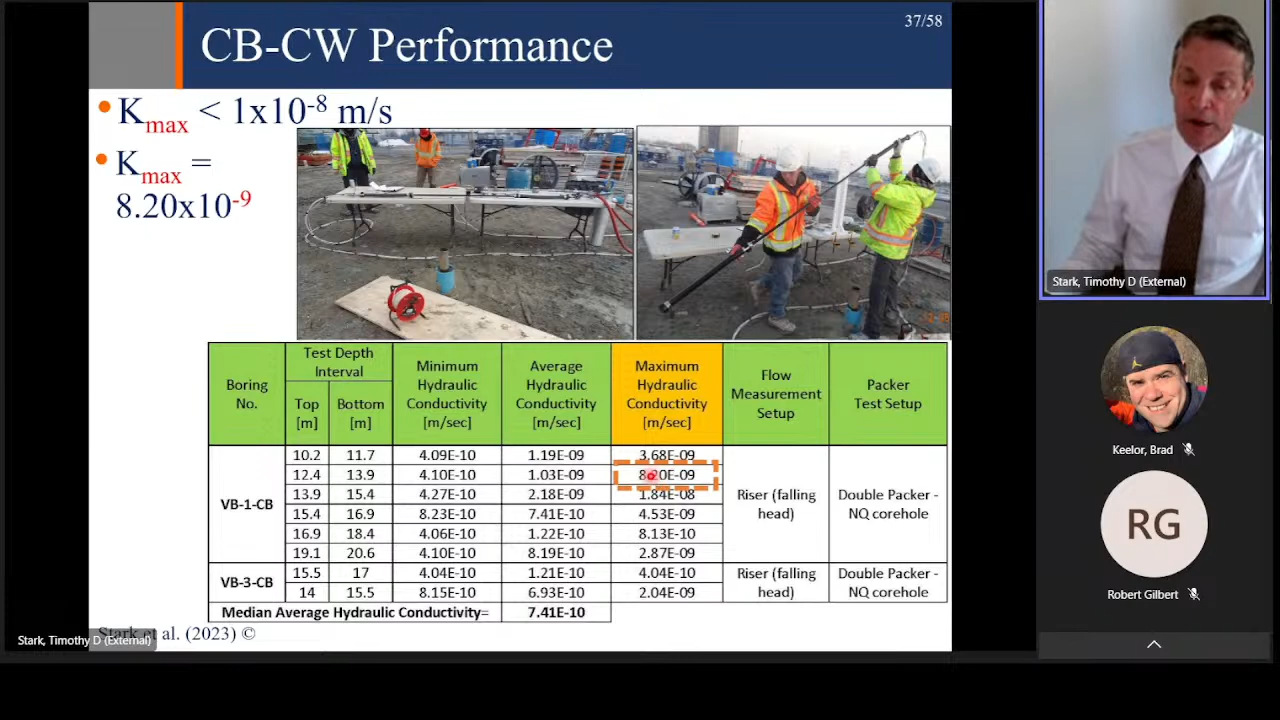 37/58
CB-CW Performance
• Kmax < 1x10-8 m/s
• Kmax =
8.20x10-9
Boring No. | Test Depth Interval | Minimum Hydraulic Conductivity [m/sec] | Average Hydraulic Conductivity [m/sec] | Maximum Hydraulic Conductivity [m/sec] | Flow Measurement Setup | Packer Test Setup
Top [m] | Bottom [m]
VB-1-CB | 10.2 | 11.7 | 4.09E-10 | 1.19E-09 | 3.68E-09 | Riser (falling head) | Double Packer - NQ corehole
12.4 | 13.9 | 4.10E-10 | 1.03E-09 | 8.20E-09
13.9 | 15.4 | 4.27E-10 | 2.18E-09 | 1.84E-08
15.4 | 16.9 | 8.23E-10 | 7.41E-10 | 4.53E-09
16.9 | 18.4 | 4.06E-10 | 1.22E-10 | 8.13E-10
19.1 | 20.6 | 4.10E-10 | 8.19E-10 | 2.87E-09
VB-3-CB | 15.5 | 17 | 4.04E-10 | 1.21E-10 | 4.04E-10 | Riser (falling head) | Double Packer - NQ corehole
14 | 15.5 | 8.15E-10 | 6.93E-10 | 2.04E-09
Median Average Hydraulic Conductivity= | 7.41E-10
Stark et al. (2023) ©
Stark, Timothy D (External)
Stark, Timothy D (External)
Keelor, Brad
RG
Robert Gilbert